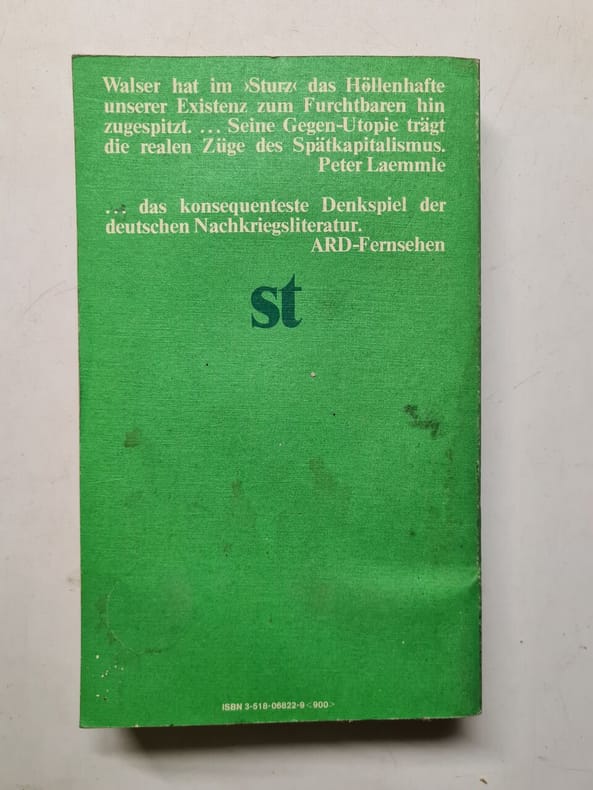 Walser hat im ›Sturz‹ das Höllenhafte
unserer Existenz zum Furchtbaren hin
zugespitzt. ... Seine Gegen-Utopie trägt
die realen Züge des Spätkapitalismus.
Peter Laemmle
... das konsequenteste Denkspiel der
deutschen Nachkriegsliteratur.
ARD-Fernsehen
st
ISBN 3-518-06822-9 <900>